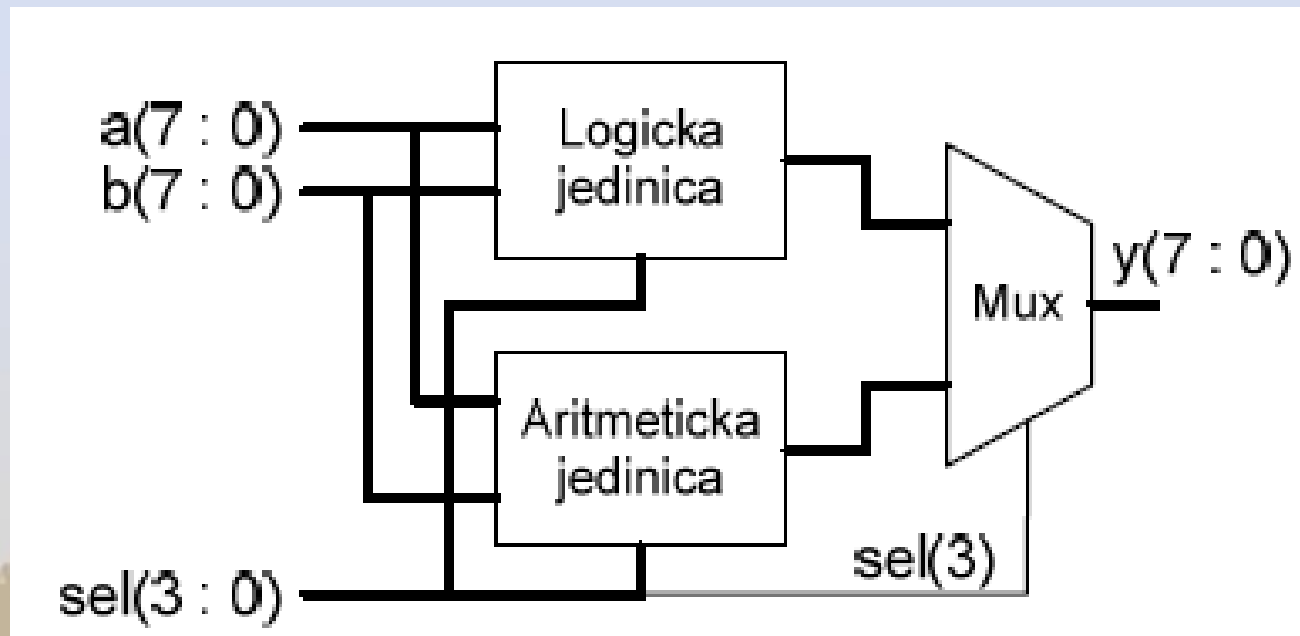 a(7 : 0)
b(7 : 0)
Logicka
jedinica
Mux
y(7 : 0)
Aritmeticka
jedinica
sel(3)
sel(3 : 0)